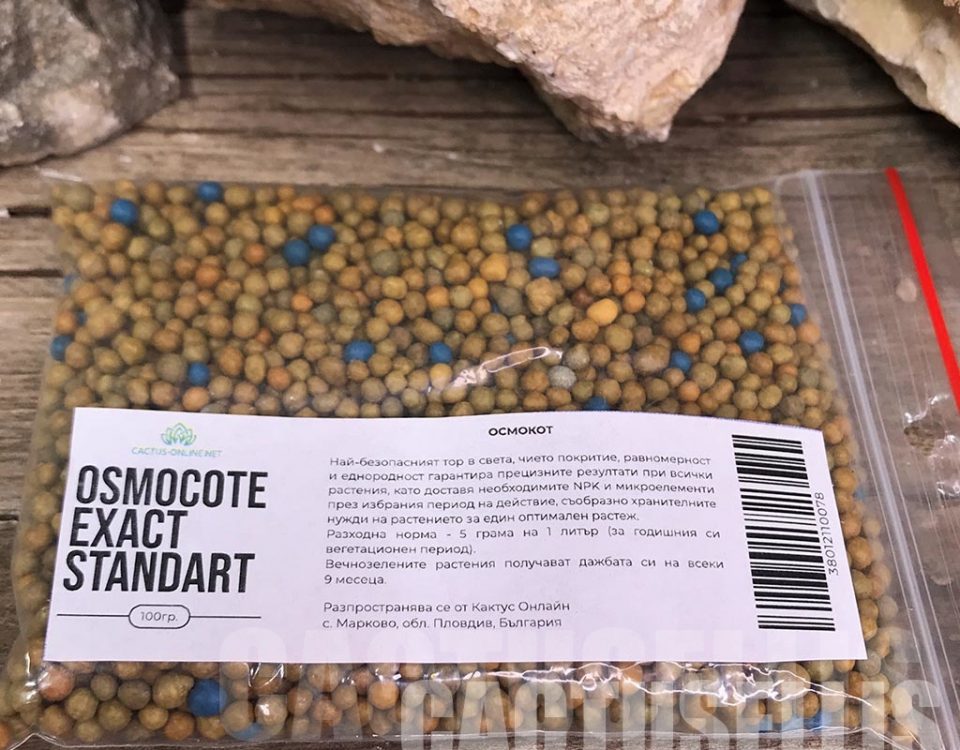 CACTUS-ONLINE.NET
OSMOCOTE
EXACT
STANDART
100гр.
ОСМОКОТ
Най-безопасният тор в света, чието покритие, равномерност
и еднородност гарантира прецизните резултати при всички
растения, като доставя необходимите NPK и микроелементи
през избрания период на действие, съобразно хранителните
нужди на растението за един оптимален растеж.
Разходна норма - 5 грама на 1 литър (за годишния си
вегетационен период).
Вечнозелените растения получават дажбата си на всеки
9 месеца.
Разпространява се от Кактус Онлайн
с. Марково, обл. Пловдив, България
38012110078